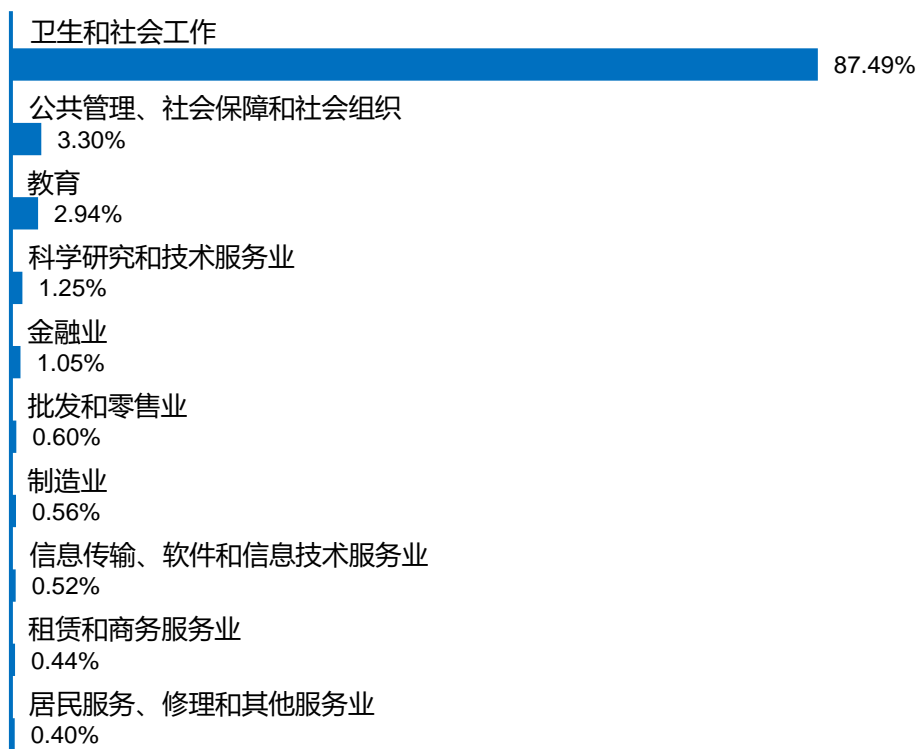 卫生和社会工作
87.49%
公共管理、社会保障和社会组织
3.30%
教育
2.94%
科学研究和技术服务业
1.25%
金融业
1.05%
批发和零售业
0.60%
制造业
0.56%
信息传输、软件和信息技术服务业
0.52%
租赁和商务服务业
0.44%
居民服务、修理和其他服务业
0.40%